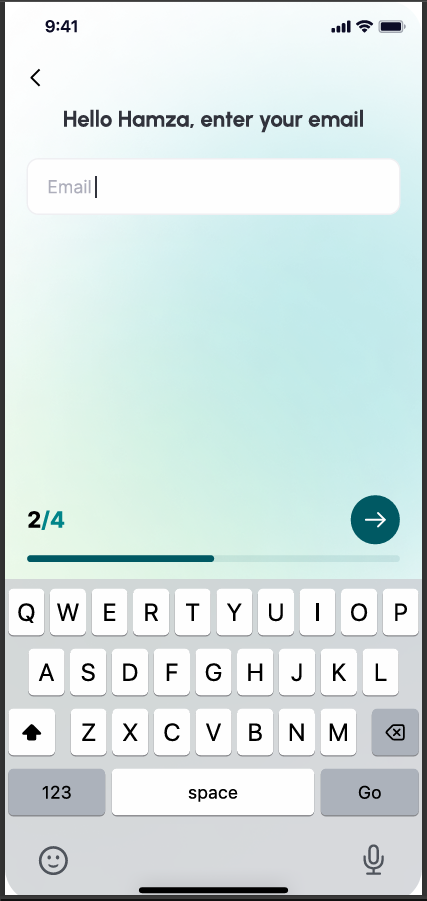 9:41
Hello Hamza, enter your email
Email
2/4
Q W E R T Y U I O P
A S D F G H J K L
Z X C V B N M
123 space Go